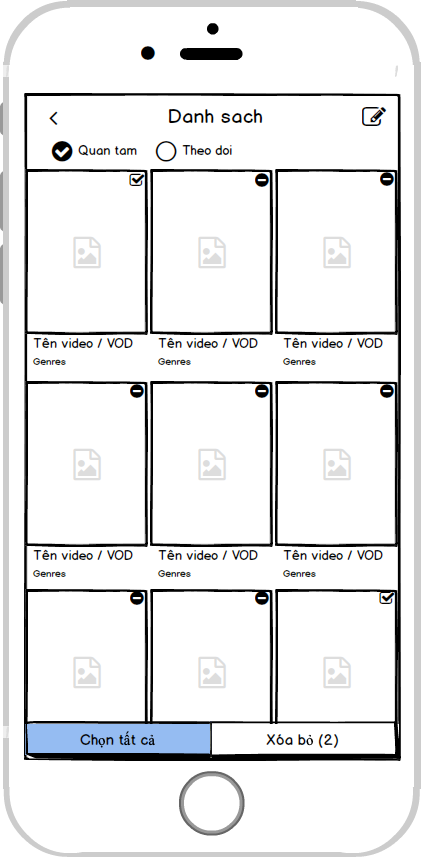 Danh sach
Quan tam Theo doi
Tên video / VOD Tên video / VOD Tên video / VOD
Genres Genres Genres
Tên video / VOD Tên video / VOD Tên video / VOD
Genres Genres Genres
Chọn tất cả Xóa bỏ (2)